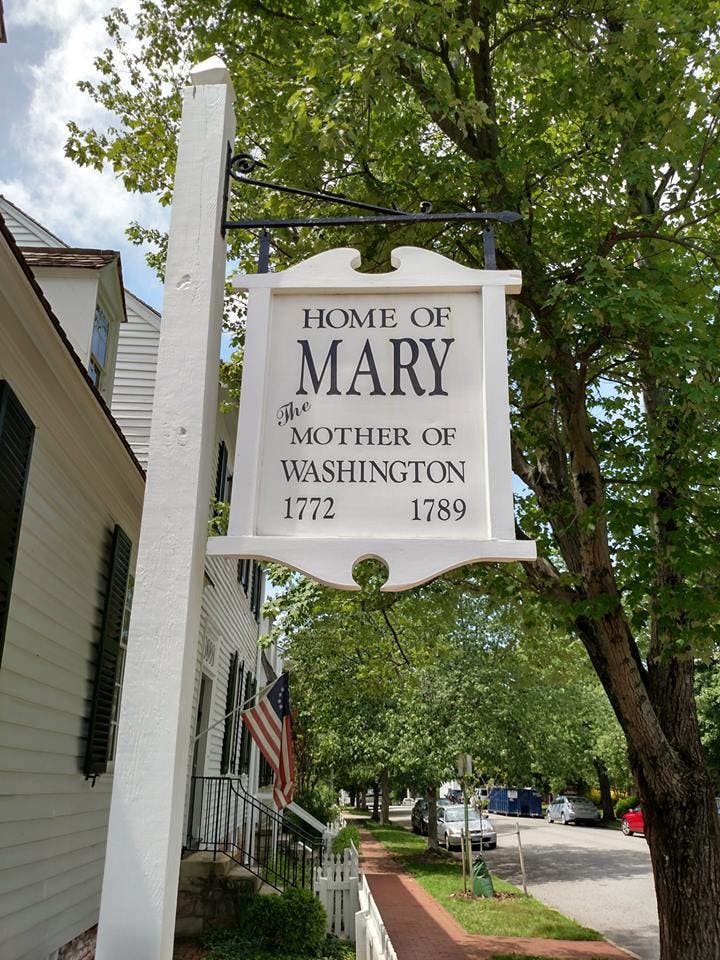 HOME OF
MARY
The
MOTHER OF
WASHINGTON
1772 1789